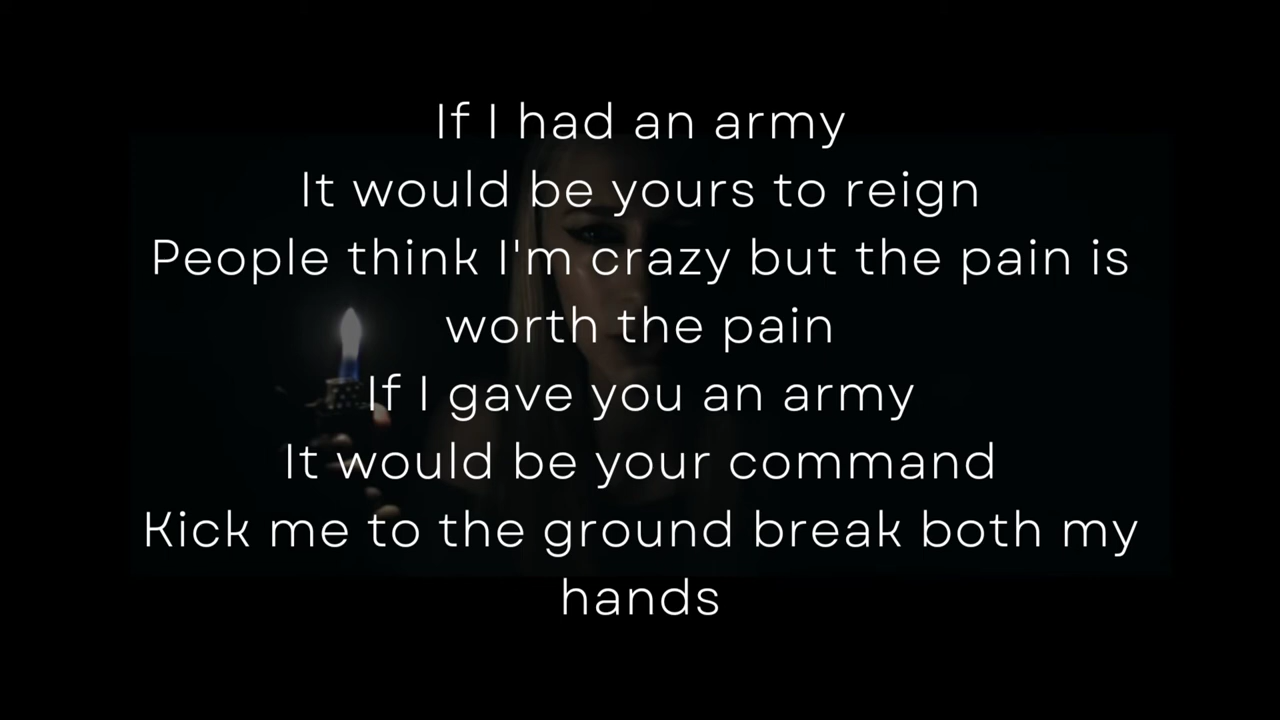 If I had an army
It would be yours to reign
People think I'm crazy but the pain is
worth the pain
If I gave you an army
It would be your command
Kick me to the ground break both my
hands